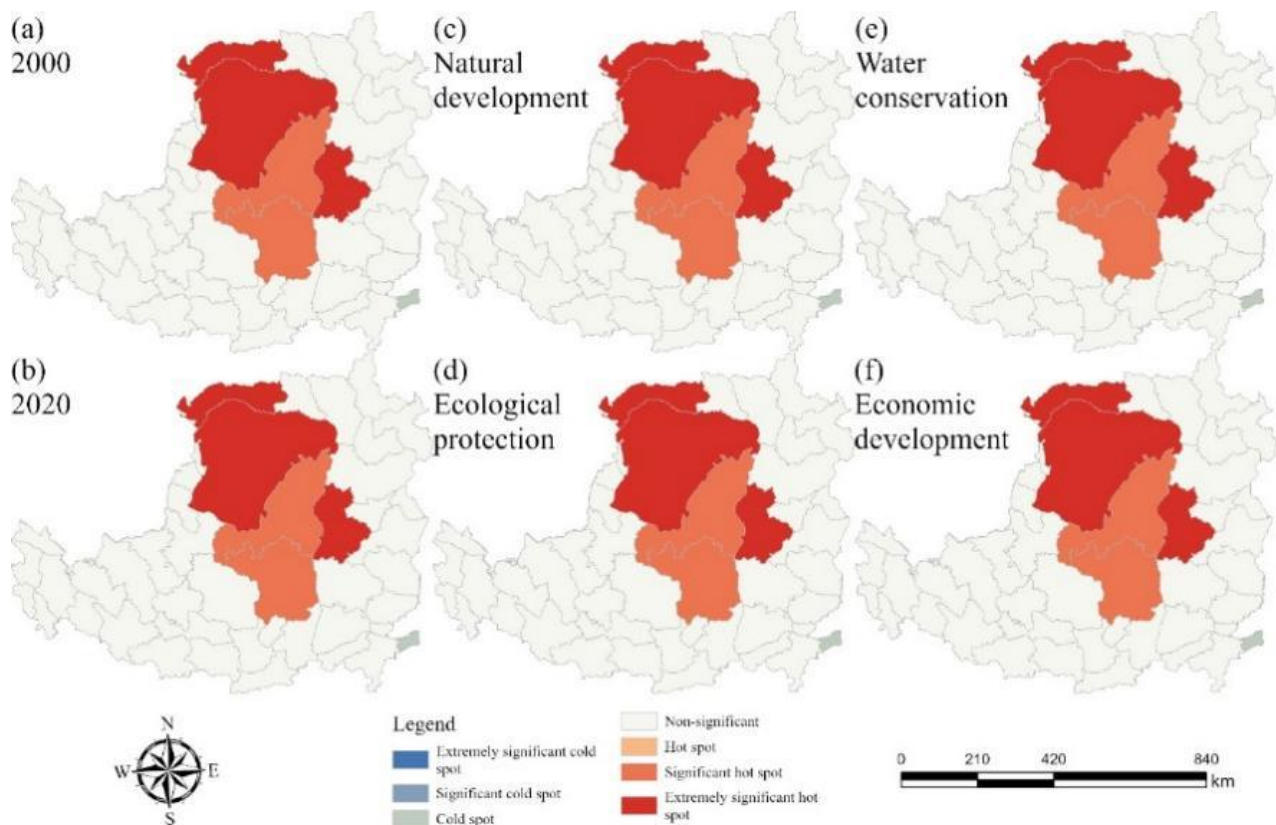 (a)
2000
(c)
Natural
development
(e)
Water
conservation
(b)
2020
(d)
Ecological
protection
(f)
Economic
development
N
W
E
S
Legend
Extremely significant cold
spot
Significant cold spot
Cold spot
Non-significant
Hot spot
Significant hot spot
Extremely significant hot
spot
0 210 420 840
km